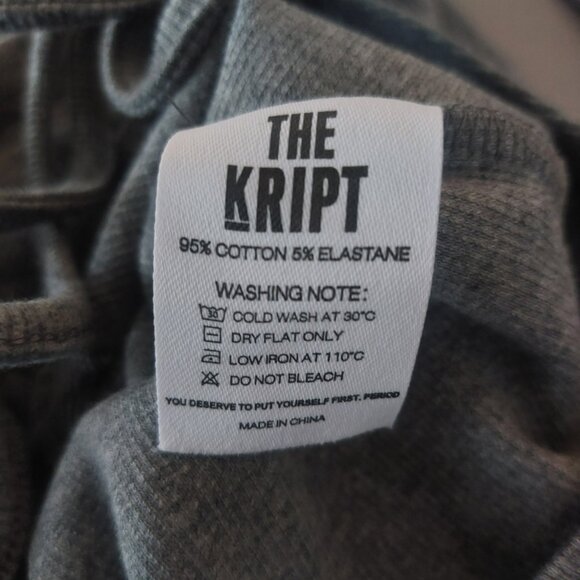 THE
KRIPT
95% COTTON 5% ELASTANE
WASHING NOTE:
30 COLD WASH AT 30°C
DRY FLAT ONLY
LOW IRON AT 110°C
DO NOT BLEACH
YOU DESERVE TO PUT YOURSELF FIRST. PERIOD
MADE IN CHINA